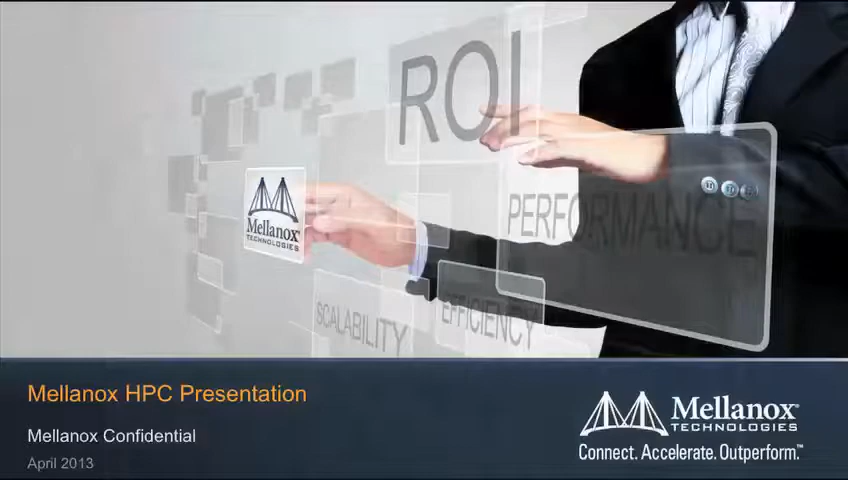 ROI
Mellanox
TECHNOLOGIES
PERFORMANCE
SCALABILITY
EFFICIENCY
Mellanox HPC Presentation
Mellanox Confidential
April 2013
Mellanox
TECHNOLOGIES
Connect. Accelerate. Outperform.™